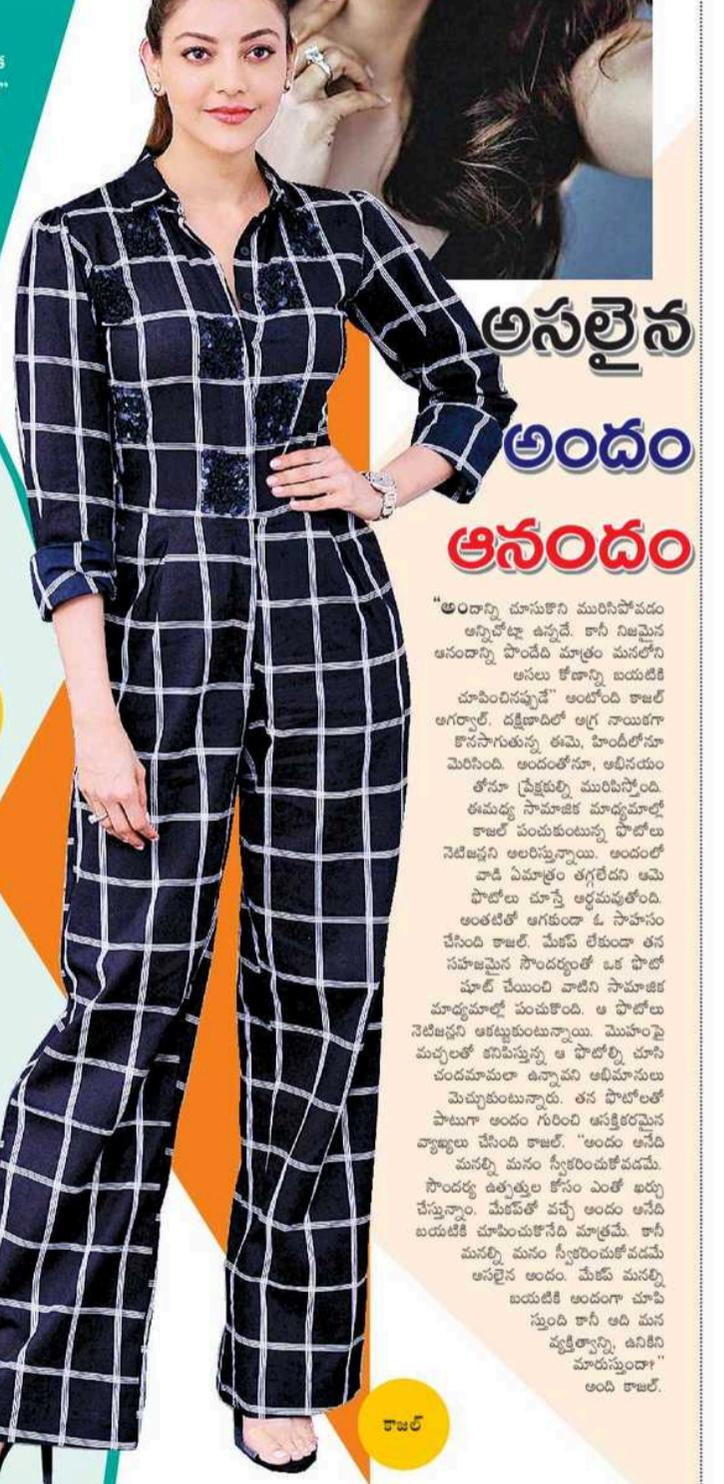 అసలైన
అందం
ఆనందం
“అందాన్ని చూసుకొని మురిసిపోవడం
అన్నిచోట్లా ఉన్నదే. కానీ నిజమైన
ఆనందాన్ని పొందేది మాత్రం మనలోని
అసలు కోణాన్ని బయటికి
చూపించినప్పుడే” అంటోంది కాజల్
అగర్వాల్. దక్షిణాదిలో అగ్ర నాయికగా
కొనసాగుతున్న ఈమె, హిందీలోనూ
మెరిసింది. అందంతోనూ, అభినయం
తోనూ ప్రేక్షకుల్ని మురిపిస్తోంది.
ఈమధ్య సామాజిక మాధ్యమాల్లో
కాజల్ పంచుకుంటున్న ఫొటోలు
నెటిజన్లని అలరిస్తున్నాయి. అందంలో
వాడి ఏమాత్రం తగ్గలేదని ఆమె
ఫొటోలు చూస్తే అర్థమవుతోంది.
అంతటితో ఆగకుండా ఓ సాహసం
చేసింది కాజల్. మేకప్ లేకుండా తన
సహజమైన సౌందర్యంతో ఒక ఫొటో
షూట్ చేయించి వాటిని సామాజిక
మాధ్యమాల్లో పంచుకొంది. ఆ ఫొటోలు
నెటిజన్లని ఆకట్టుకుంటున్నాయి. మొహంపై
మచ్చలతో కనిపిస్తున్న ఆ ఫొటోల్ని చూసి
చందమామలా ఉన్నావని అభిమానులు
మెచ్చుకుంటున్నారు. తన ఫొటోలతో
పాటుగా అందం గురించి ఆసక్తికరమైన
వ్యాఖ్యలు చేసింది కాజల్. “అందం అనేది
మనల్ని మనం స్వీకరించుకోవడమే.
సౌందర్య ఉత్పత్తుల కోసం ఎంతో ఖర్చు
చేస్తున్నాం. మేకప్‌తో వచ్చే అందం అనేది
బయటికి చూపించుకొనేది మాత్రమే. కానీ
మనల్ని మనం స్వీకరించుకోవడమే
అసలైన అందం. మేకప్ మనల్ని
బయటికి అందంగా చూపి
స్తుంది కానీ అది మన
వ్యక్తిత్వాన్ని, ఉనికిని
మారుస్తుందా?”
అంది కాజల్.
కాజల్